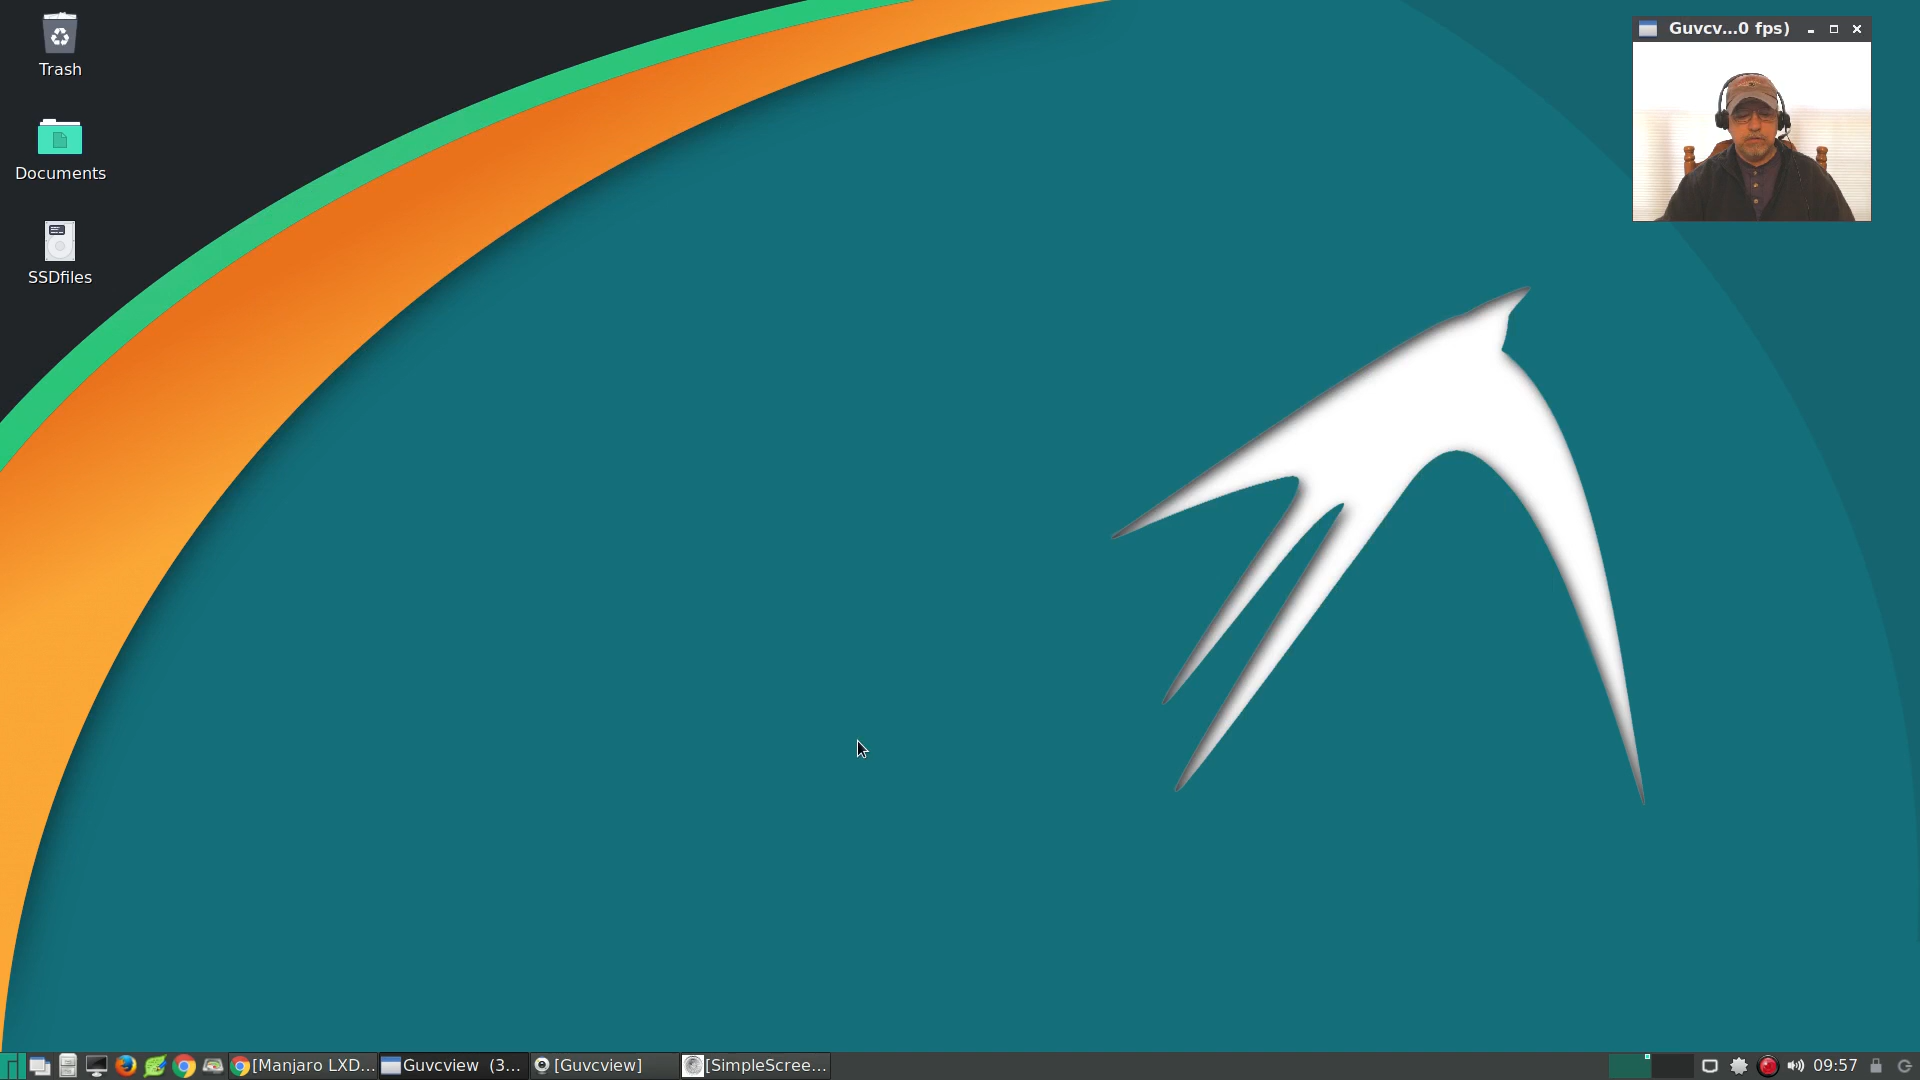 Trash
Documents
SSDfiles
Guvcv...0 fps)
[Manjaro LXD...
Guvcview (3...
[Guvcview]
[SimpleScree...
09:57